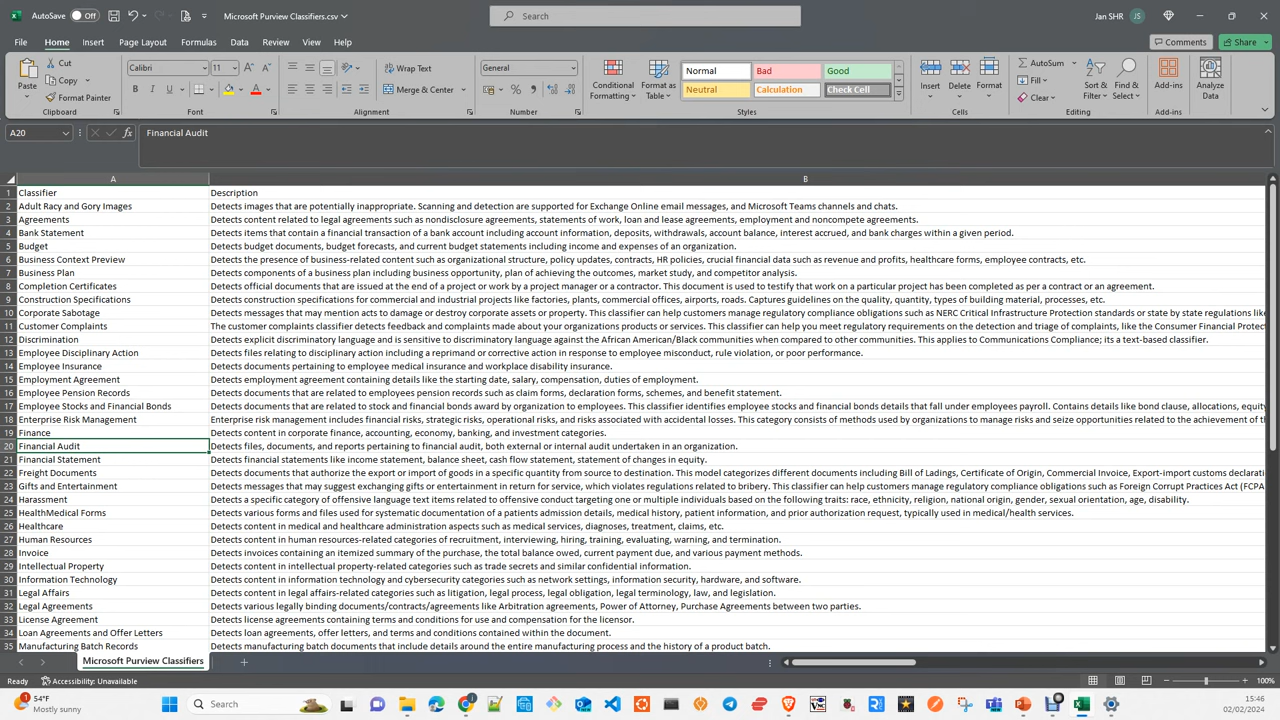 AutoSave Off Microsoft Purview Classifiers.csv Search Jan SHR JS
File Home Insert Page Layout Formulas Data Review View Help Comments Share
Paste Cut Copy Format Painter Calibri 11 Wrap Text General Conditional Formatting Format as Table Normal Bad Good Insert Delete Format AutoSum Fill Clear Sort & Filter Find & Select Add-ins Analyze Data
B I U Merge & Center Neutral Calculation Check Cell
Clipboard Font Alignment Number Styles Cells Editing Add-ins
A20 fx Financial Audit
A B
1 Classifier Description
2 Adult Racy and Gory Images Detects images that are potentially inappropriate. Scanning and detection are supported for Exchange Online email messages, and Microsoft Teams channels and chats.
3 Agreements Detects content related to legal agreements such as nondisclosure agreements, statements of work, loan and lease agreements, employment and noncompete agreements.
4 Bank Statement Detects items that contain a financial transaction of a bank account including account information, deposits, withdrawals, account balance, interest accrued, and bank charges within a given period.
5 Budget Detects budget documents, budget forecasts, and current budget statements including income and expenses of an organization.
6 Business Context Preview Detects the presence of business-related content such as organizational structure, policy updates, contracts, HR policies, crucial financial data such as revenue and profits, healthcare forms, employee contracts, etc.
7 Business Plan Detects components of a business plan including business opportunity, plan of achieving the outcomes, market study, and competitor analysis.
8 Completion Certificates Detects official documents that are issued at the end of a project or work by a project manager or a contractor. This document is used to testify that work on a particular project has been completed as per a contract or an agreement.
9 Construction Specifications Detects construction specifications for commercial and industrial projects like factories, plants, commercial offices, airports, roads. Captures guidelines on the quality, quantity, types of building material, processes, etc.
10 Corporate Sabotage Detects messages that may mention acts to damage or destroy corporate assets or property. This classifier can help customers manage regulatory compliance obligations such as NERC Critical Infrastructure Protection standards or state by state regulations like
11 Customer Complaints The customer complaints classifier detects feedback and complaints made about your organizations products or services. This classifier can help you meet regulatory requirements on the detection and triage of complaints, like the Consumer Financial Protec
12 Discrimination Detects explicit discriminatory language and is sensitive to discriminatory language against the African American/Black communities when compared to other communities. This applies to Communications Compliance; its a text-based classifier.
13 Employee Disciplinary Action Detects files relating to disciplinary action including a reprimand or corrective action in response to employee misconduct, rule violation, or poor performance.
14 Employee Insurance Detects documents pertaining to employee medical insurance and workplace disability insurance.
15 Employment Agreement Detects employment agreement containing details like the starting date, salary, compensation, duties of employment.
16 Employee Pension Records Detects documents that are related to employees pension records such as claim forms, declaration forms, schemes, and benefit statement.
17 Employee Stocks and Financial Bonds Detects documents that are related to stock and financial bonds award by organization to employees. This classifier identifies employee stocks and financial bonds details that fall under employees payroll. Contains details like bond clause, allocations, equity
18 Enterprise Risk Management Enterprise risk management includes financial risks, strategic risks, operational risks, and risks associated with accidental losses. This category consists of methods used by organizations to manage risks and seize opportunities related to the achievement of
19 Finance Detects content in corporate finance, accounting, economy, banking, and investment categories.
20 Financial Audit Detects files, documents, and reports pertaining to financial audit, both external or internal audit undertaken in an organization.
21 Financial Statement Detects financial statements like income statement, balance sheet, cash flow statement, statement of changes in equity.
22 Freight Documents Detects documents that authorize the export or import of goods in a specific quantity from source to destination. This model categorizes different documents including Bill of Ladings, Certificate of Origin, Commercial Invoice, Export-import customs declarati
23 Gifts and Entertainment Detects messages that may suggest exchanging gifts or entertainment in return for service, which violates regulations related to bribery. This classifier can help customers manage regulatory compliance obligations such as Foreign Corrupt Practices Act (FCPA
24 Harassment Detects a specific category of offensive language text items related to offensive conduct targeting one or multiple individuals based on the following traits: race, ethnicity, religion, national origin, gender, sexual orientation, age, disability.
25 HealthMedical Forms Detects various forms and files used for systematic documentation of a patients admission details, medical history, patient information, and prior authorization request, typically used in medical/health services.
26 Healthcare Detects content in medical and healthcare administration aspects such as medical services, diagnoses, treatment, claims, etc.
27 Human Resources Detects content in human resources-related categories of recruitment, interviewing, hiring, training, evaluating, warning, and termination.
28 Invoice Detects invoices containing an itemized summary of the purchase, the total balance owed, current payment due, and various payment methods.
29 Intellectual Property Detects content in intellectual property-related categories such as trade secrets and similar confidential information.
30 Information Technology Detects content in information technology and cybersecurity categories such as network settings, information security, hardware, and software.
31 Legal Affairs Detects content in legal affairs-related categories such as litigation, legal process, legal obligation, legal terminology, law, and legislation.
32 Legal Agreements Detects various legally binding documents/contracts/agreements like Arbitration agreements, Power of Attorney, Purchase Agreements between two parties.
33 License Agreement Detects license agreements containing terms and conditions for use and compensation for the licensor.
34 Loan Agreements and Offer Letters Detects loan agreements, offer letters, and terms and conditions contained within the document.
35 Manufacturing Batch Records Detects manufacturing batch documents that include details around the entire manufacturing process and the history of a product batch.
Microsoft Purview Classifiers
Ready Accessibility: Unavailable 100%
54°F Mostly sunny Search 15:46
02/02/2024